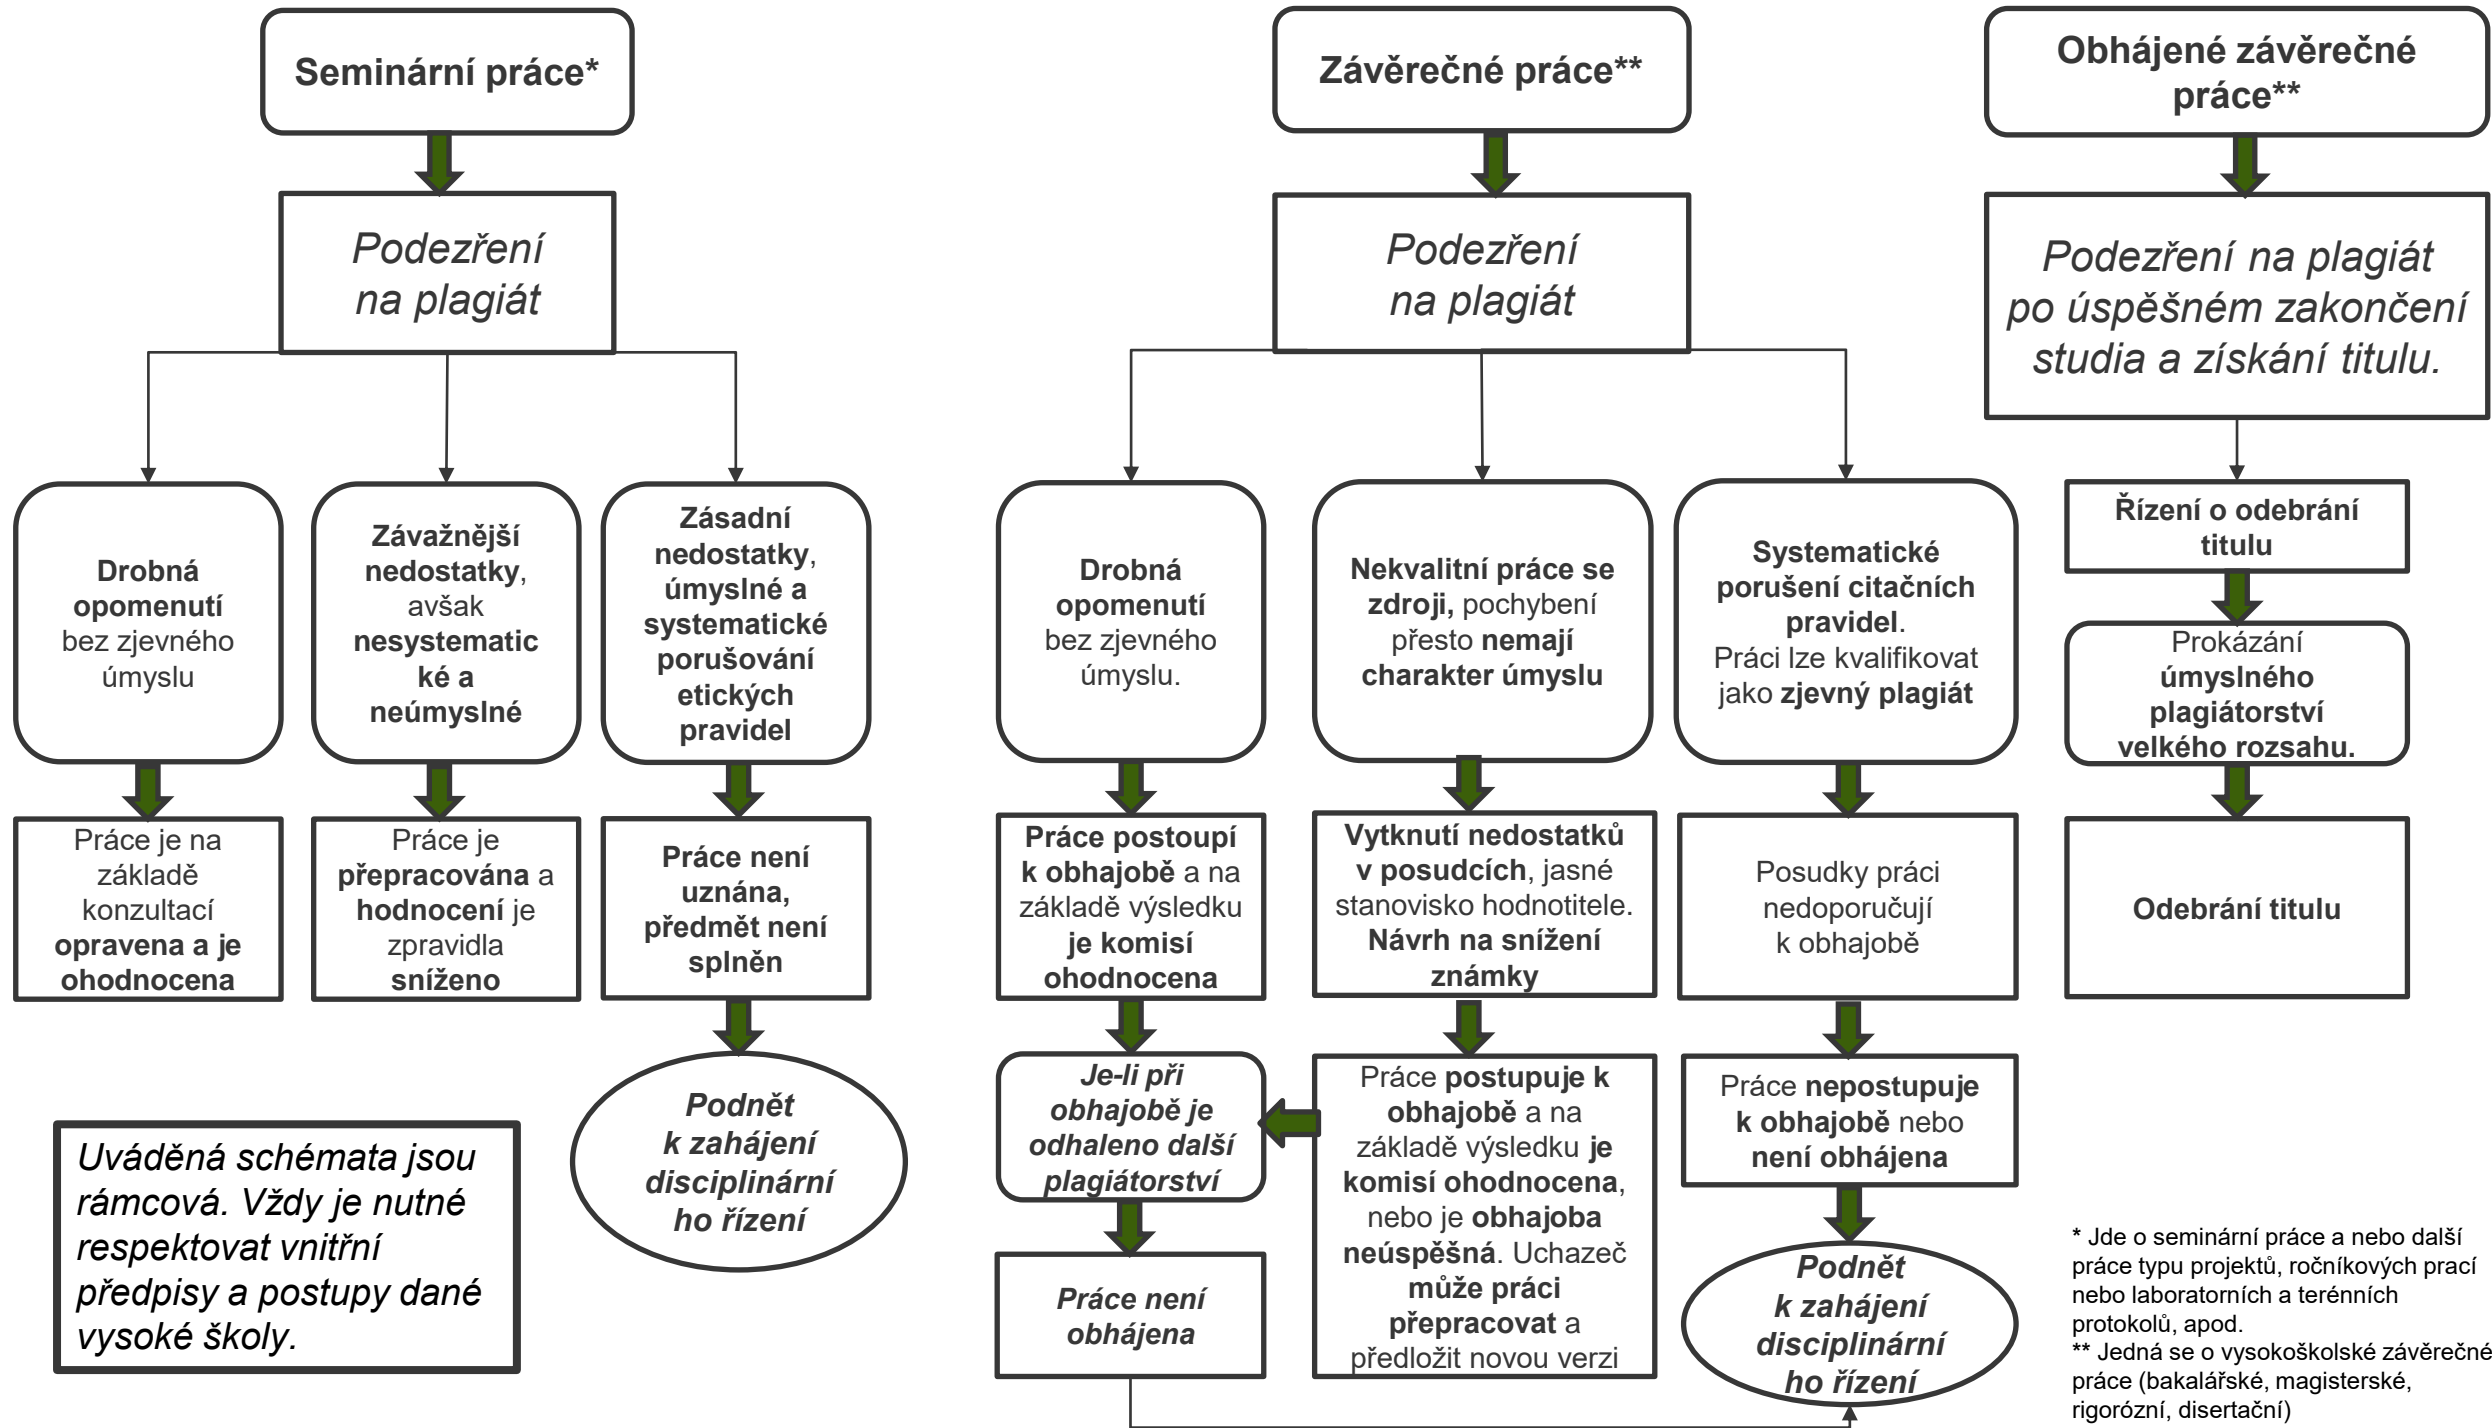 Seminární práce*
Podezření
na plagiát
Drobná
opomenutí
bez zjevného
úmyslu
Závažnější
nedostatky,
avšak
nesystematic
ké a
neúmyslné
Zásadní
nedostatky,
úmyslné a
systematické
porušování
etických
pravidel
Práce je na
základě
konzultací
opravena a je
ohodnocena
Práce je
přepracována a
hodnocení je
zpravidla
sníženo
Práce není
uznána,
předmět není
splněn
Podnět
k zahájení
disciplinární
ho řízení
Uváděná schémata jsou
rámcová. Vždy je nutné
respektovat vnitřní
předpisy a postupy dané
vysoké školy.
Závěrečné práce**
Podezření
na plagiát
Drobná
opomenutí
bez zjevného
úmyslu.
Nekvalitní práce se
zdroji, pochybení
přesto nemají
charakter úmyslu
Systematické
porušení citačních
pravidel.
Práci lze kvalifikovat
jako zjevný plagiát
Práce postoupí
k obhajobě a na
základě výsledku
je komisí
ohodnocena
Vytknutí nedostatků
v posudcích, jasné
stanovisko hodnotitele.
Návrh na snížení
známky
Posudky práci
nedoporučují
k obhajobě
Je-li při
obhajobě je
odhaleno další
plagiátorství
Práce postupuje k
obhajobě a na
základě výsledku je
komisí ohodnocena,
nebo je obhajoba
neúspěšná. Uchazeč
může práci
přepracovat a
předložit novou verzi
Práce nepostupuje
k obhajobě nebo
není obhájena
Práce není
obhájena
Podnět
k zahájení
disciplinární
ho řízení
Obhájené závěrečné
práce**
Podezření na plagiát
po úspěšném zakončení
studia a získání titulu.
Řízení o odebrání
titulu
Prokázání
úmyslného
plagiátorství
velkého rozsahu.
Odebrání titulu
* Jde o seminární práce a nebo další
práce typu projektů, ročníkových prací
nebo laboratorních a terénních
protokolů, apod.
** Jedná se o vysokoškolské závěrečné
práce (bakalářské, magisterské,
rigorózní, disertační)